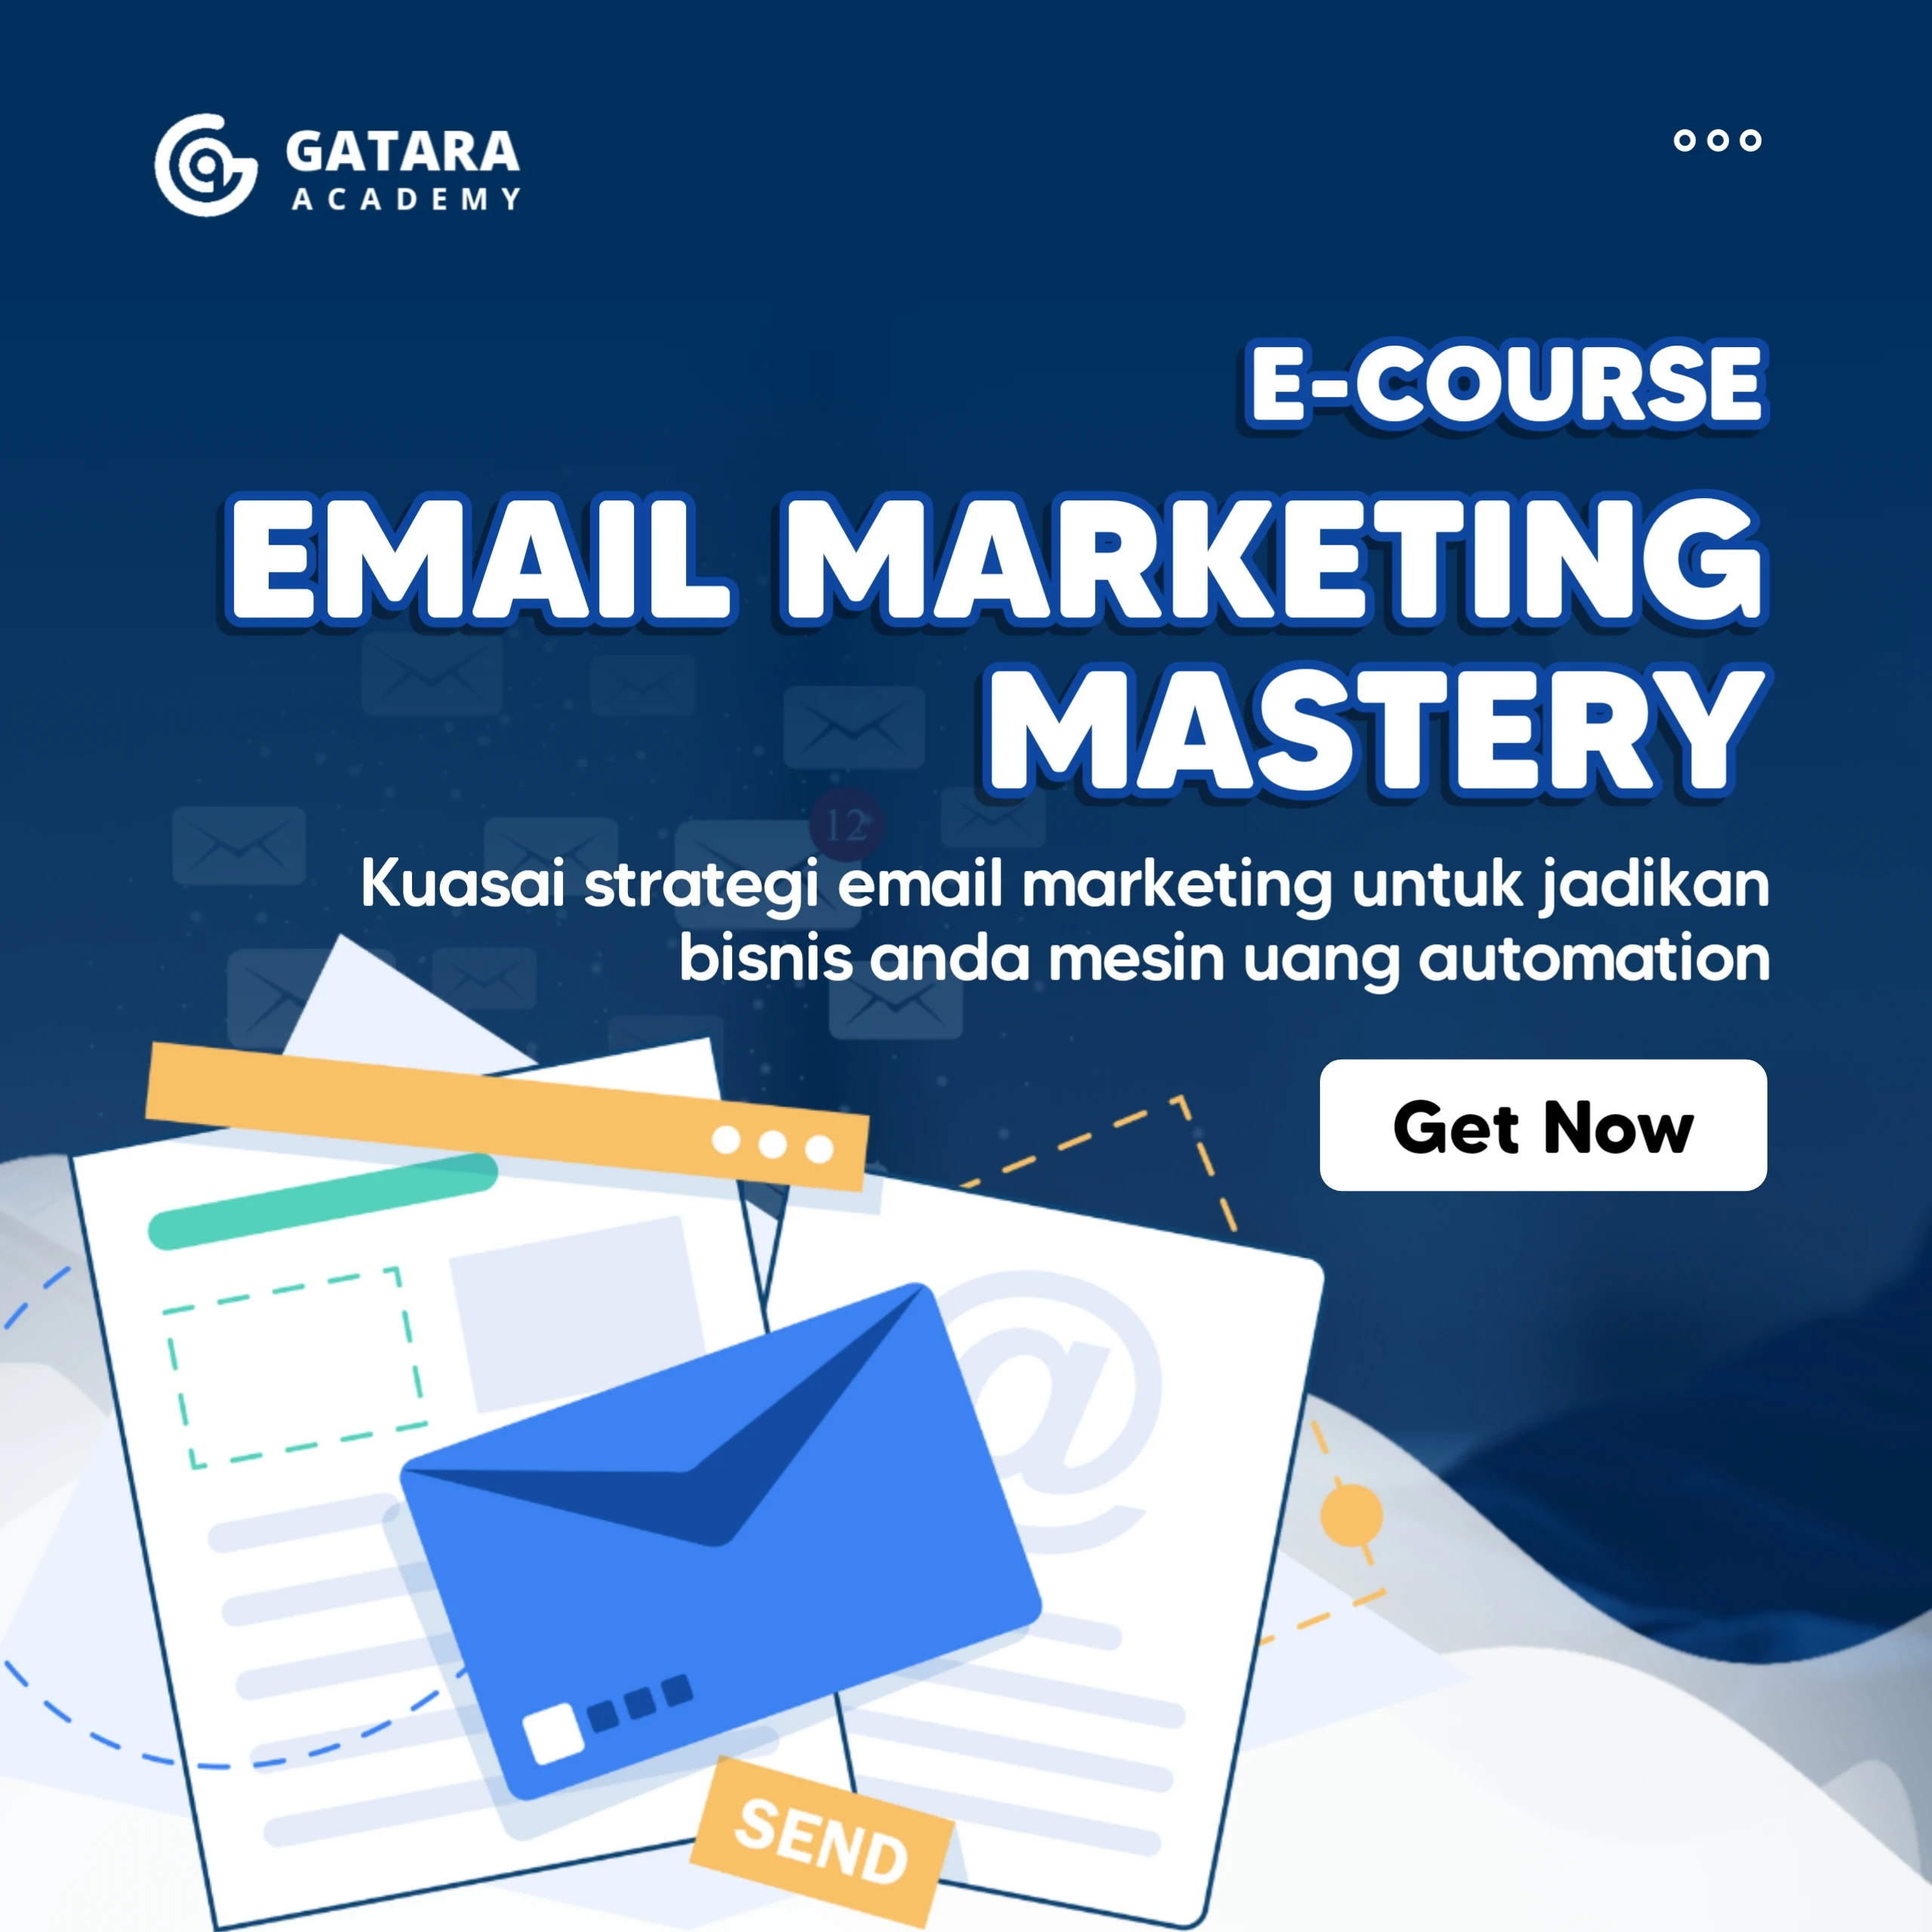 GATARA
ACADEMY
E-COURSE
EMAIL MARKETING
MASTERY
12
Kuasai strategi email marketing untuk jadikan
bisnis anda mesin uang automation
Get Now
@
SEND